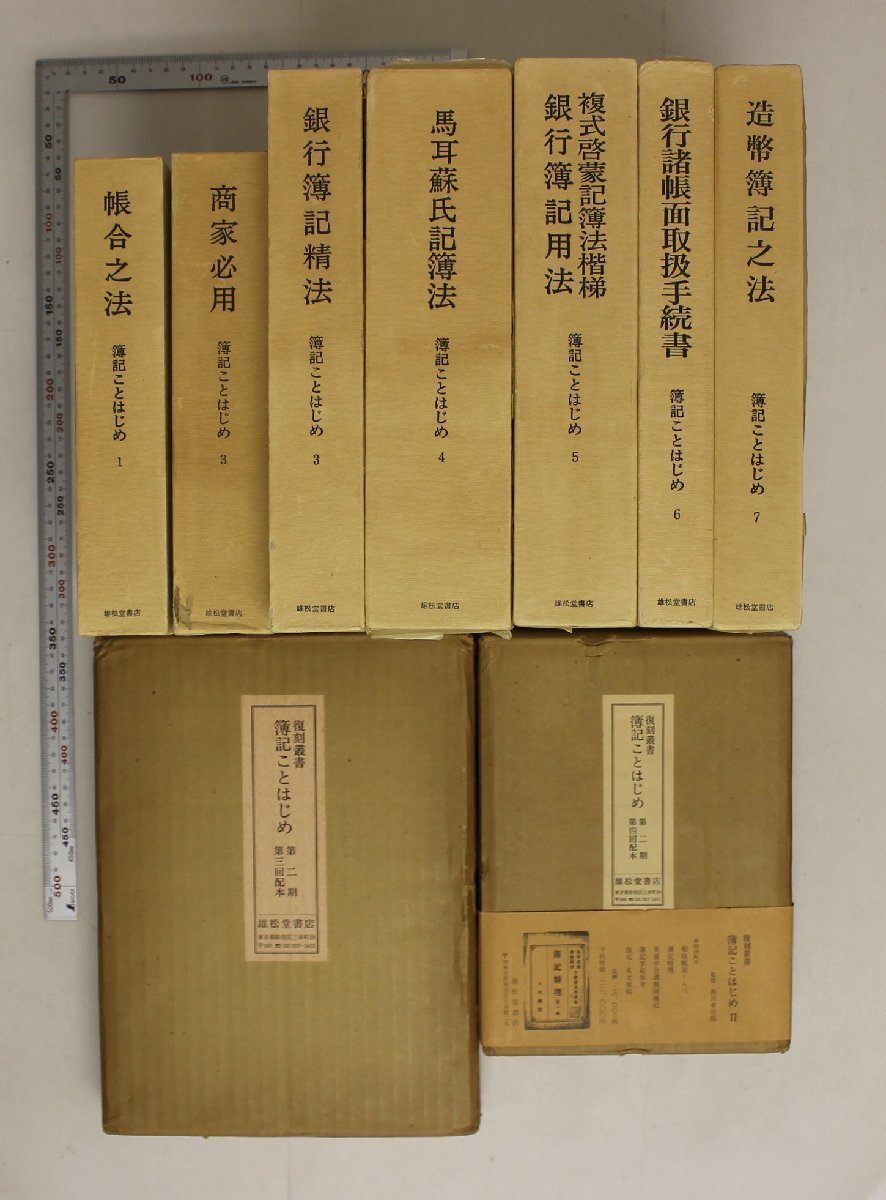 帳合之法
簿記ことはじめ
1
雄松堂書店
商家必用
簿記ことはじめ
3
雄松堂書店
銀行簿記精法
簿記ことはじめ
3
雄松堂書店
馬耳蘇氏記簿法
簿記ことはじめ
4
雄松堂書店
複式啓蒙記簿法楷梯
銀行簿記用法
簿記ことはじめ
5
雄松堂書店
銀行諸帳面取扱手続書
簿記ことはじめ
6
雄松堂書店
造幣簿記之法
簿記ことはじめ
7
雄松堂書店
復刻叢書
簿記ことはじめ
第二期
第三回配本
雄松堂書店
復刻叢書
簿記ことはじめ
第二期
第四回配本
雄松堂書店
復刻叢書
簿記ことはじめ II
簿記精理
50
100
50
100
150
200
250
300
350
400
450
500